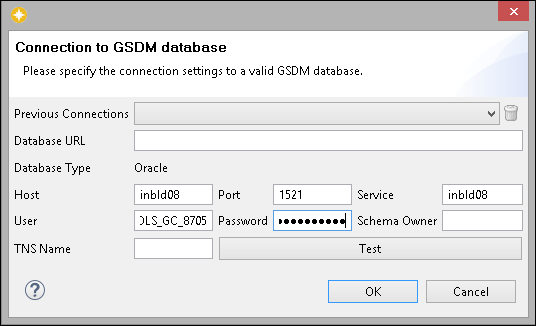 Connection to GSDM database
Please specify the connection settings to a valid GSDM database.
Previous Connections
Database URL
Database Type Oracle
Host inbld08 Port 1521 Service inbld08
User OLS_GC_8705 Password ●●●●●●●●●● Schema Owner
TNS Name Test
? OK Cancel